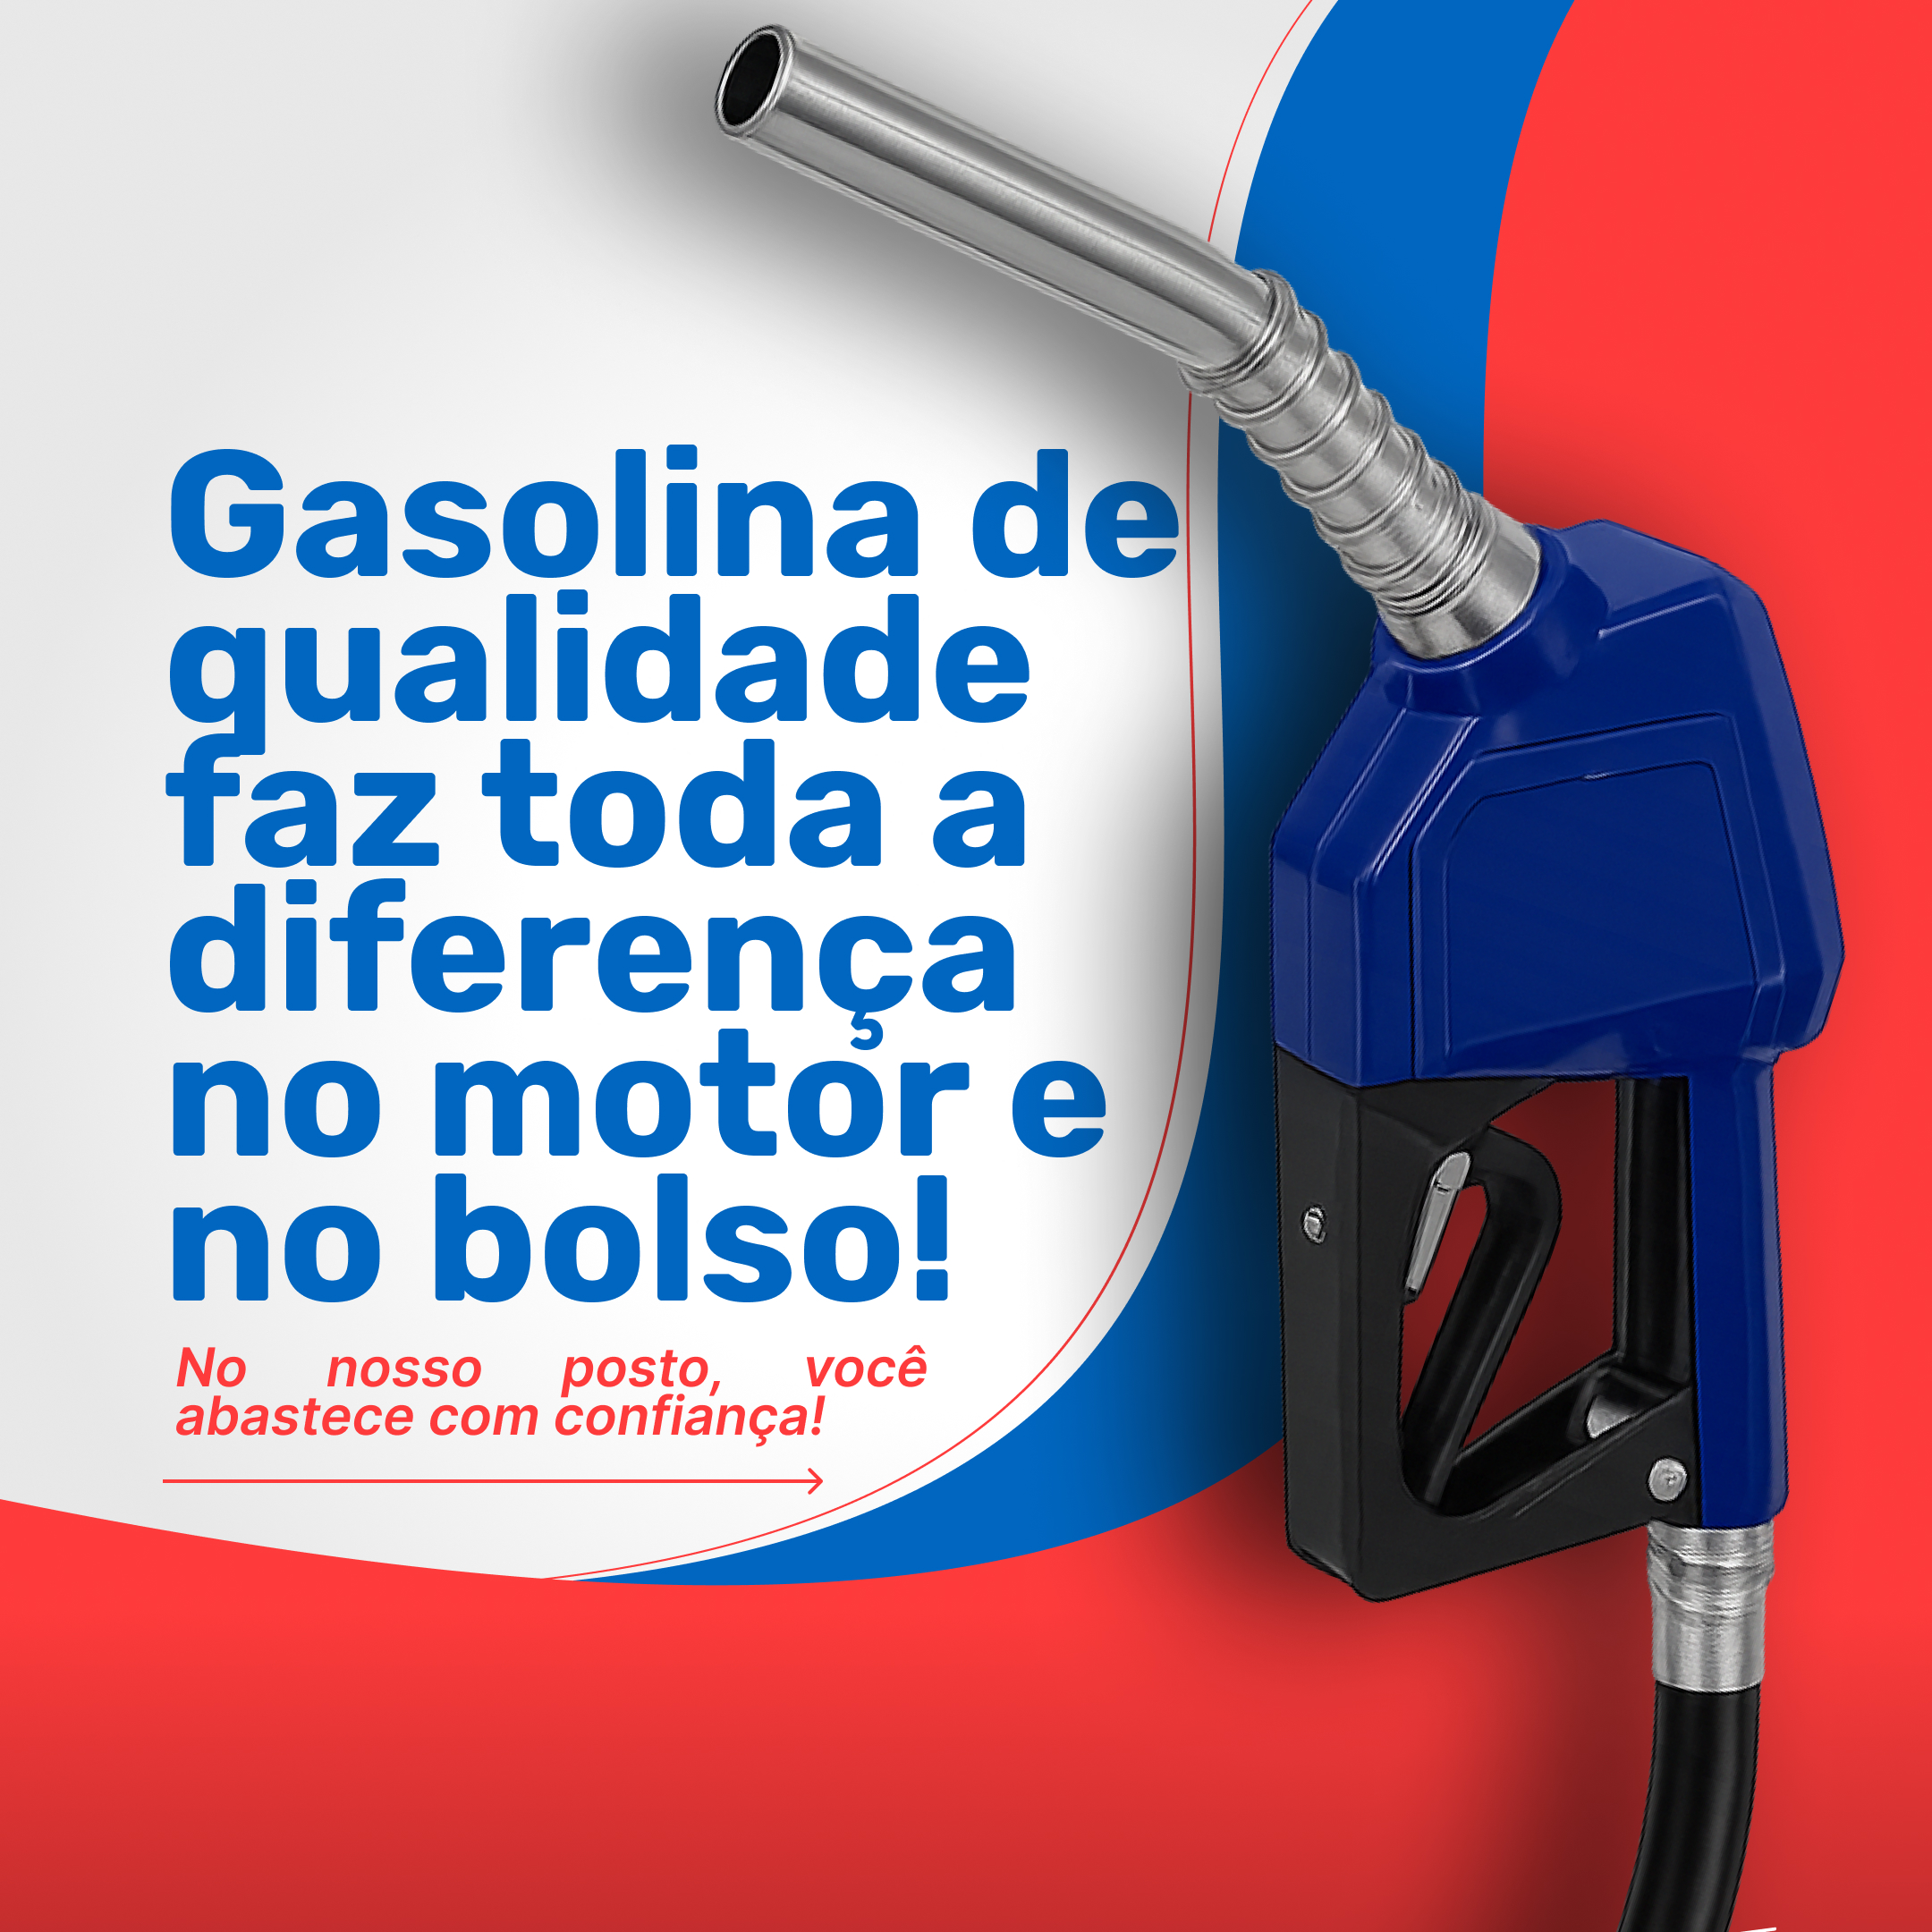 Gasolina de
qualidade
faz toda a
diferença
no motor e
no bolso!
No nosso posto, você
abastece com confiança!